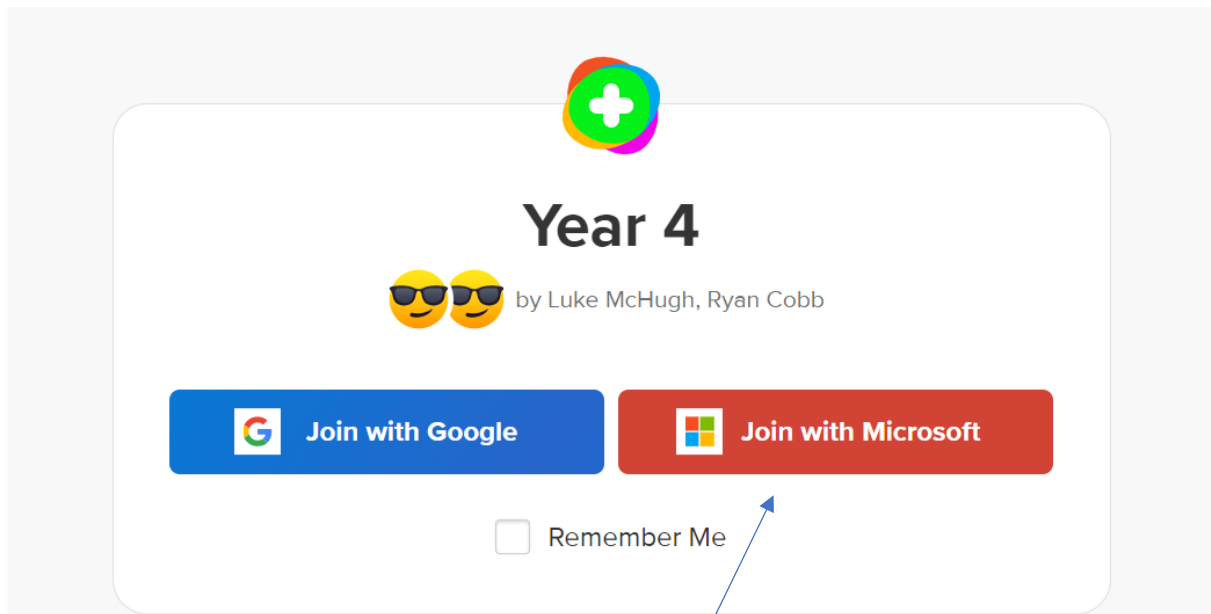 Year 4
by Luke McHugh, Ryan Cobb
Join with Google
Join with Microsoft
Remember Me